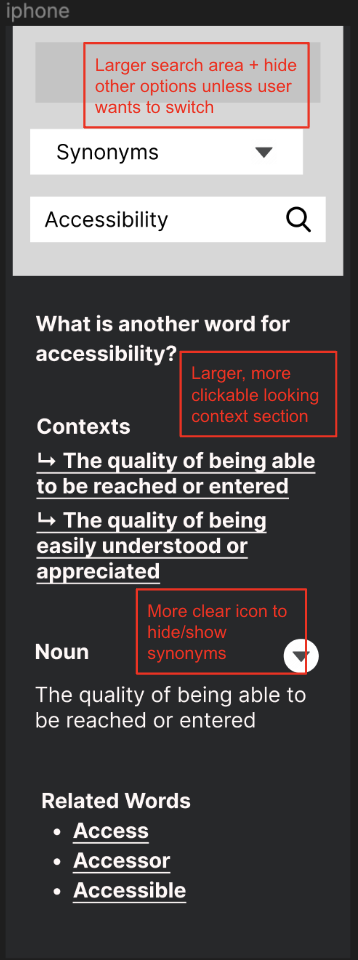 iphone
Larger search area + hide
other options unless user
wants to switch
Synonyms
Accessibility
What is another word for
accessibility?
Larger, more
clickable looking
context section
Contexts
↳ The quality of being able
to be reached or entered
↳ The quality of being
easily understood or
appreciated
More clear icon to
hide/show
synonyms
Noun
The quality of being able to
be reached or entered
Related Words
• Access
• Accessor
• Accessible